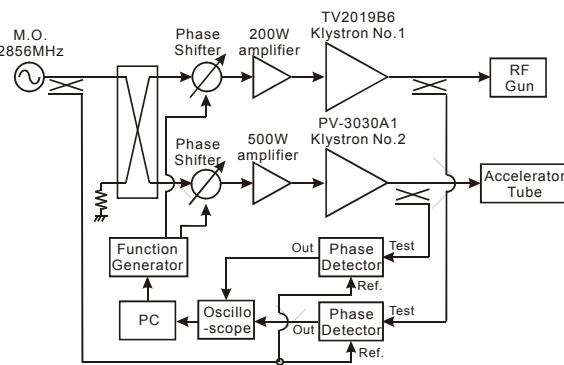 M.O.
2856MHz
Phase
Shifter
200W
amplifier
TV2019B6
Klystron No.1
RF
Gun
Phase
Shifter
500W
amplifier
PV-3030A1
Klystron No.2
Accelerator
Tube
Function
Generator
Out
Phase
Detector
Test
Ref.
PC
Oscillo
-scope
Out
Phase
Detector
Test
Ref.